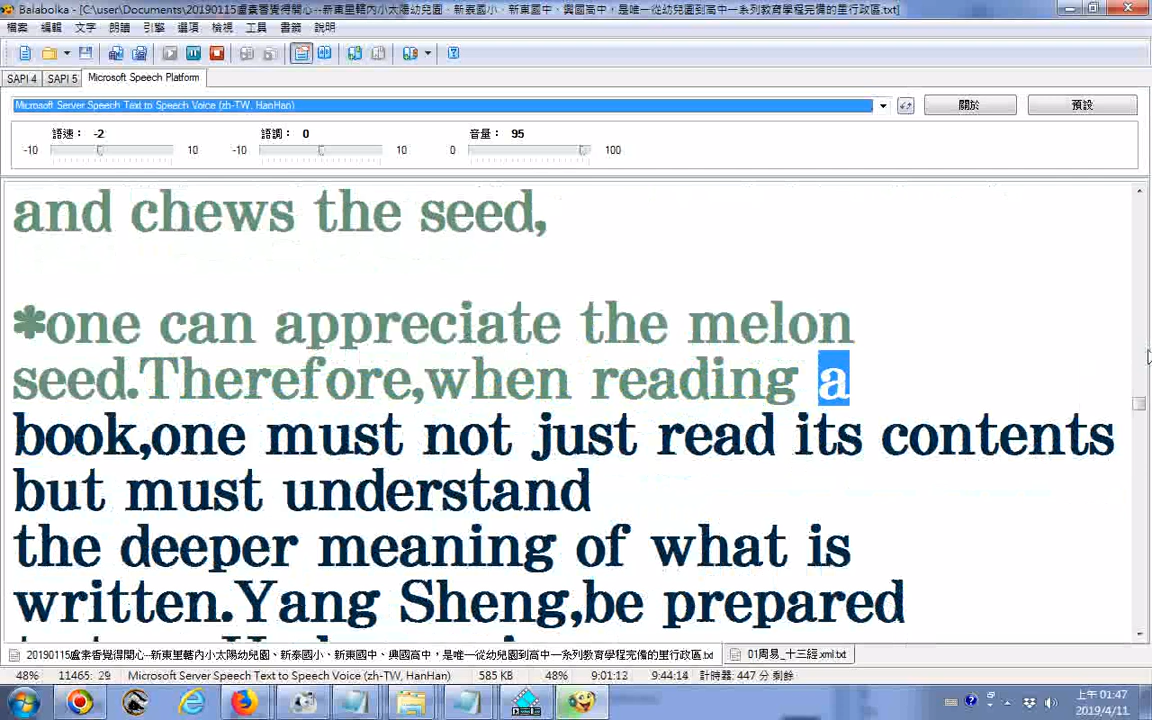 Balabolka - [C:\user\Documents\20190115盧素香覺得開心--新東里轄內小太陽幼兒園、新泰國小、新東國中、興國高中，是唯一從幼兒園到高中一系列教育學程完備的里行政區.txt]
檔案 編輯 文字 朗讀 引擎 選項 檢視 工具 書籤 說明
SAPI 4 SAPI 5 Microsoft Speech Platform
Microsoft Server Speech Text to Speech Voice (zh-TW, HanHan) 關於 預設
語速： -2 語調： 0 音量： 95
-10 10 -10 10 0 100
and chews the seed,
*one can appreciate the melon
seed.Therefore,when reading a
book,one must not just read its contents
but must understand
the deeper meaning of what is
written.Yang Sheng,be prepared
20190115盧素香覺得開心--新東里轄內小太陽幼兒園、新泰國小、新東國中、興國高中，是唯一從幼兒園到高中一系列教育學程完備的里行政區.txt 01周易_十三經.xml.txt
48% 11465: 29 Microsoft Server Speech Text to Speech Voice (zh-TW, HanHan) 585 KB 48% 9:01:12 9:44:14 計時器: 447 分 剩餘
上午 01:47
2019/4/11